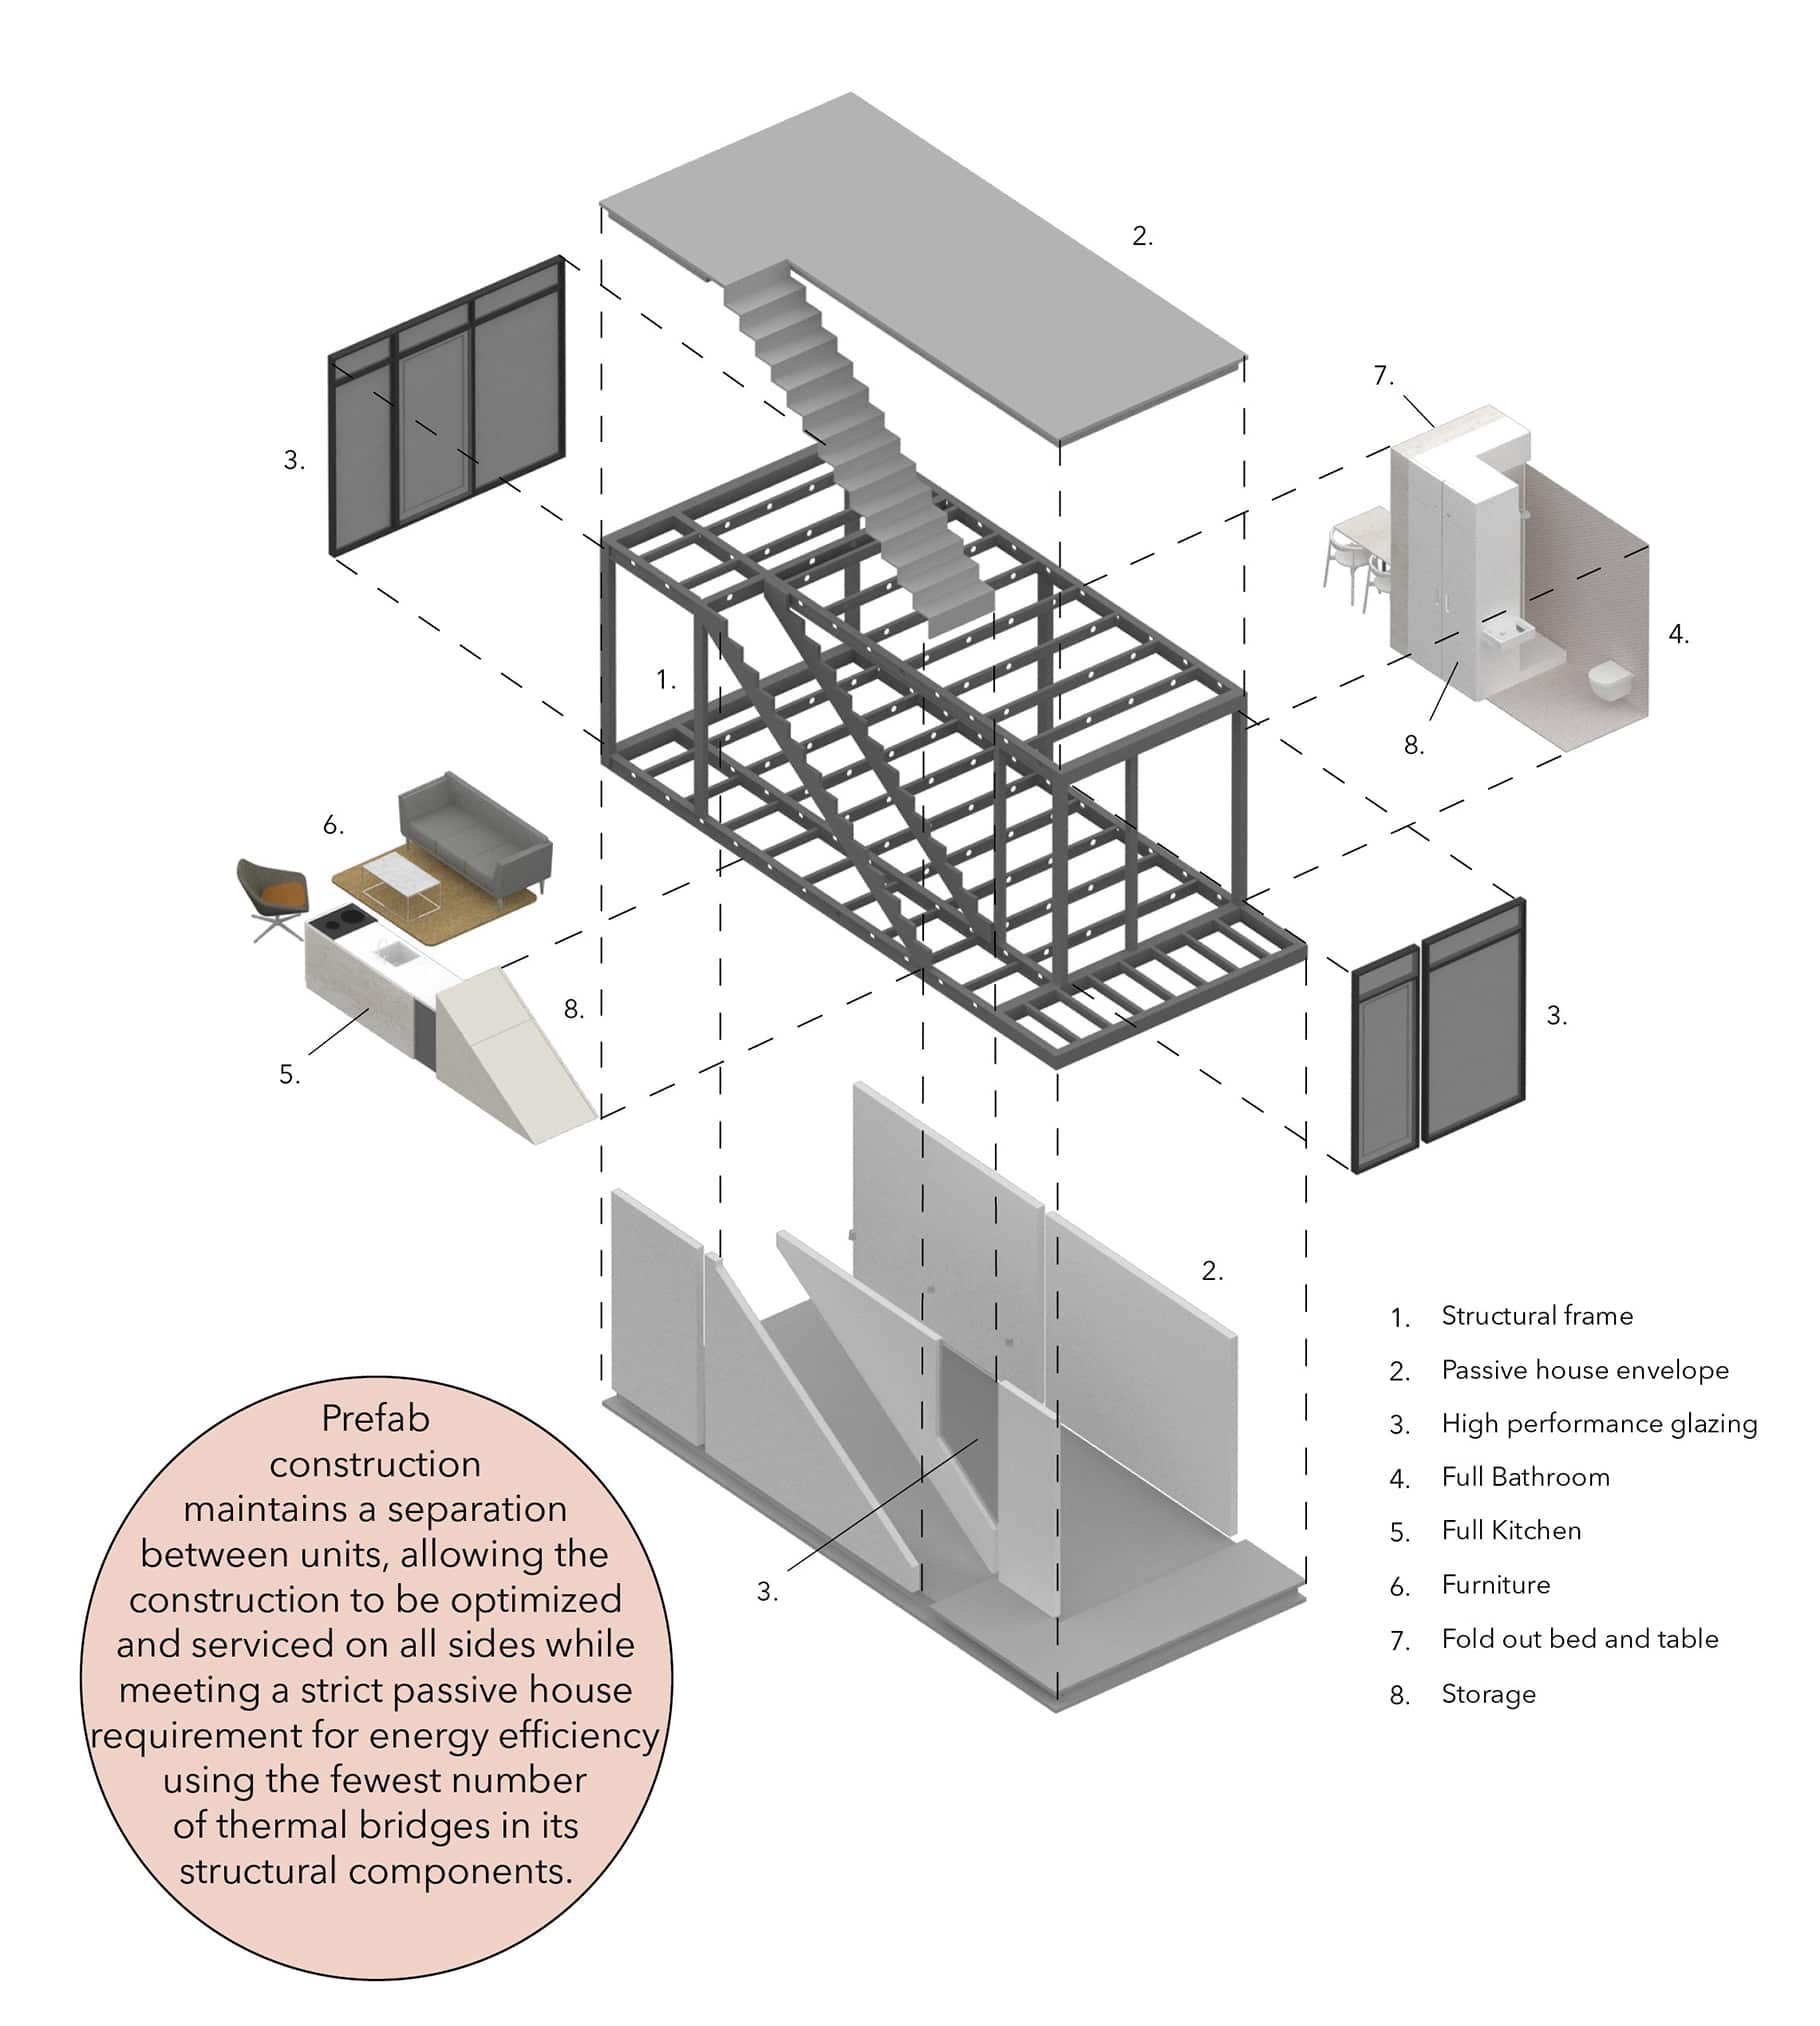 2.
7.
3.
4.
1.
8.
6.
8.
3.
5.
2.
3.
1. Structural frame
2. Passive house envelope
3. High performance glazing
4. Full Bathroom
5. Full Kitchen
6. Furniture
7. Fold out bed and table
8. Storage
Prefab
construction
maintains a separation
between units, allowing the
construction to be optimized
and serviced on all sides while
meeting a strict passive house
requirement for energy efficiency
using the fewest number
of thermal bridges in its
structural components.